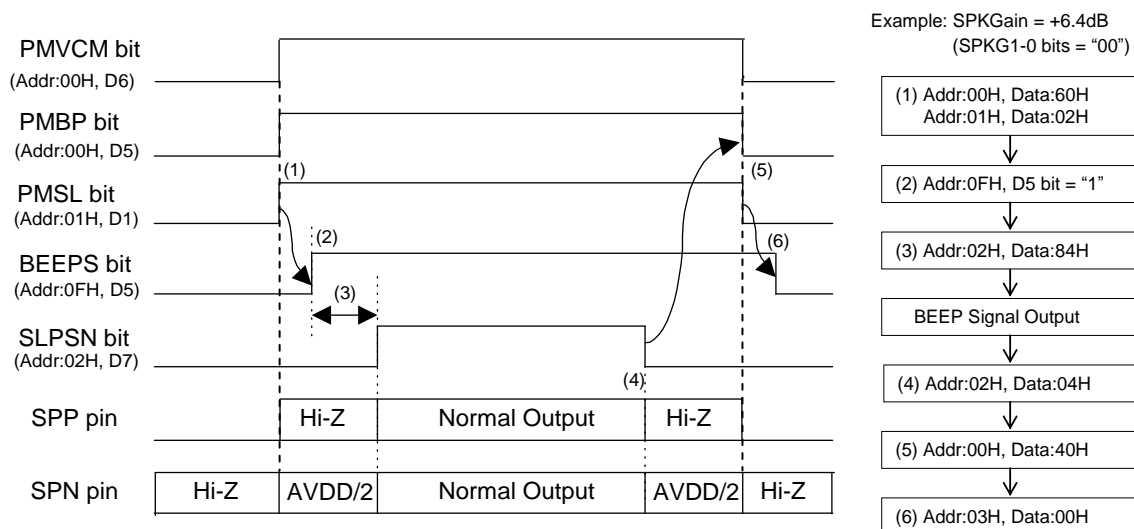 PMVCM bit
(Addr:00H, D6)
PMBP bit
(Addr:00H, D5)
(1)
(5)
PMSL bit
(Addr:01H, D1)
(2)
(6)
BEEPS bit
(Addr:0FH, D5)
(3)
SLPSN bit
(Addr:02H, D7)
(4)
SPP pin
Hi-Z
Normal Output
Hi-Z
SPN pin
Hi-Z
AVDD/2
Normal Output
AVDD/2
Hi-Z
Example: SPKGain = +6.4dB
(SPKG1-0 bits = “00”)
(1) Addr:00H, Data:60H
Addr:01H, Data:02H
(2) Addr:0FH, D5 bit = “1”
(3) Addr:02H, Data:84H
BEEP Signal Output
(4) Addr:02H, Data:04H
(5) Addr:00H, Data:40H
(6) Addr:03H, Data:00H